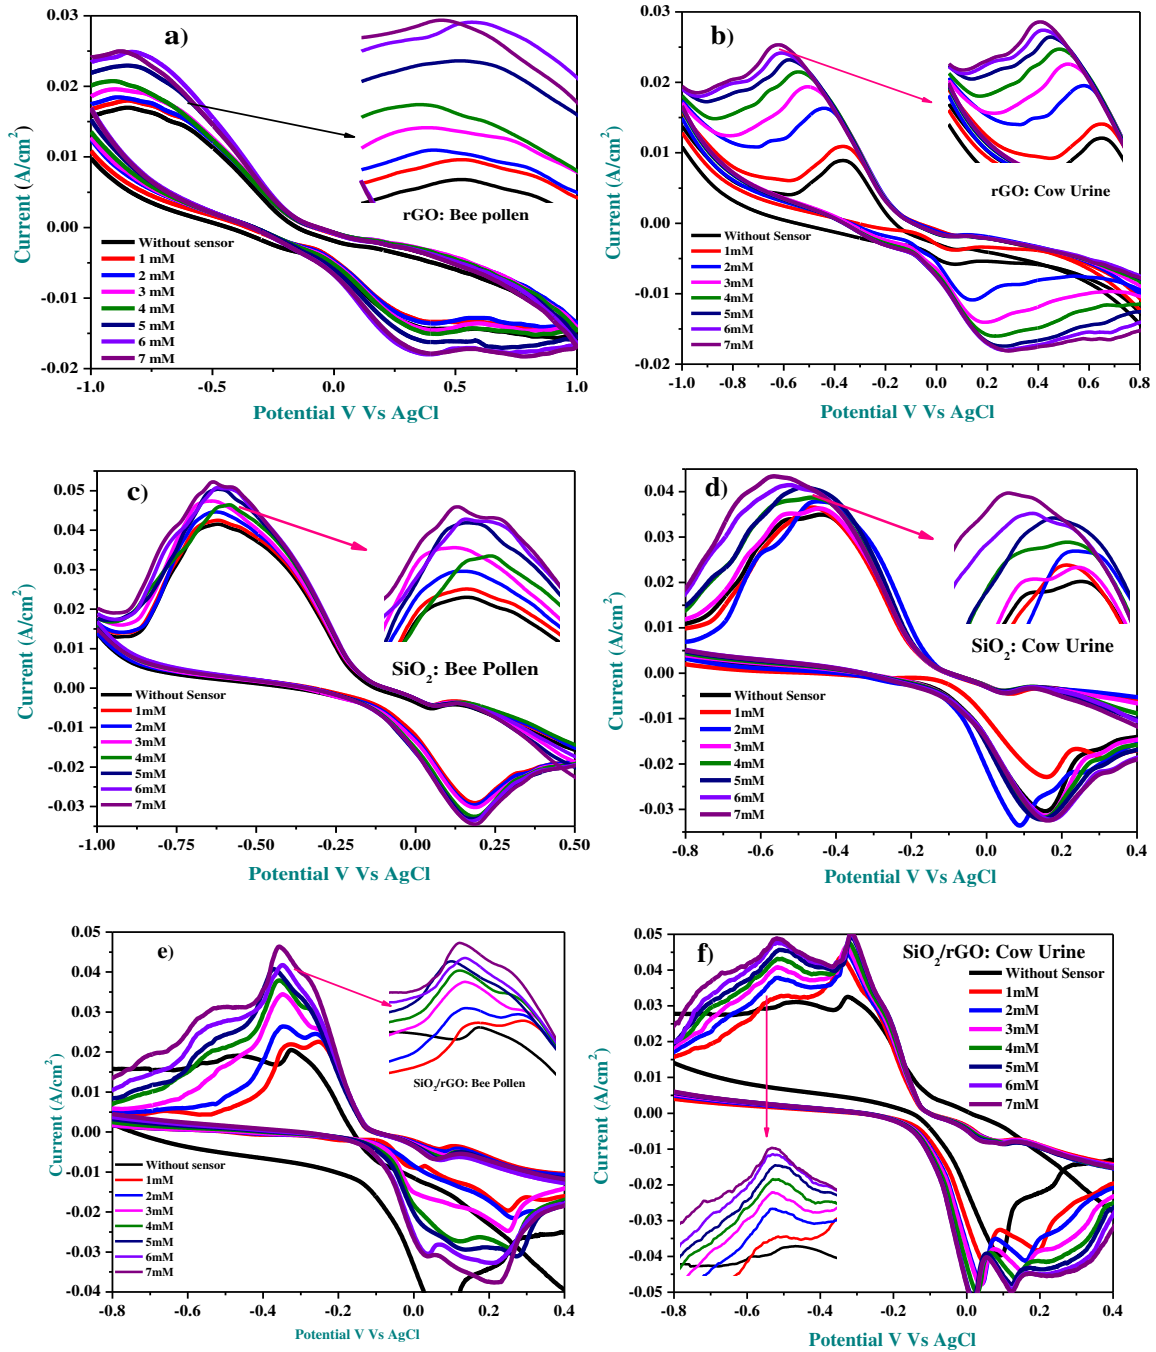 a)
0.03
0.02
0.01
0.00
-0.01
-0.02
Current (A/cm²)
rGO: Bee pollen
Without sensor
1 mM
2 mM
3 mM
4 mM
5 mM
6 mM
7 mM
-1.0 -0.5 0.0 0.5 1.0
Potential V Vs AgCl
b)
0.03
0.02
0.01
0.00
-0.01
-0.02
Current (A/cm²)
rGO: Cow Urine
Without Sensor
1mM
2mM
3mM
4mM
5mM
6mM
7mM
-1.0 -0.8 -0.6 -0.4 -0.2 0.0 0.2 0.4 0.6 0.8
Potential V Vs AgCl
c)
0.05
0.04
0.03
0.02
0.01
0.00
-0.01
-0.02
-0.03
Current (A/cm²)
SiO₂: Bee Pollen
Without Sensor
1mM
2mM
3mM
4mM
5mM
6mM
7mM
-1.00 -0.75 -0.50 -0.25 0.00 0.25 0.50
Potential V Vs AgCl
d)
0.04
0.03
0.02
0.01
0.00
-0.01
-0.02
-0.03
Current (A/cm²)
SiO₂: Cow Urine
Without Sensor
1mM
2mM
3mM
4mM
5mM
6mM
7mM
-0.8 -0.6 -0.4 -0.2 0.0 0.2 0.4
Potential V Vs AgCl
e)
0.05
0.04
0.03
0.02
0.01
0.00
-0.01
-0.02
-0.03
-0.04
Current (A/cm²)
SiO₂/rGO: Bee Pollen
Without sensor
1mM
2mM
3mM
4mM
5mM
6mM
7mM
-0.8 -0.6 -0.4 -0.2 0.0 0.2 0.4
Potential V Vs AgCl
f)
0.05
0.04
0.03
0.02
0.01
0.00
-0.01
-0.02
-0.03
-0.04
-0.05
Current (A/cm²)
SiO₂/rGO: Cow Urine
Without Sensor
1mM
2mM
3mM
4mM
5mM
6mM
7mM
-0.8 -0.6 -0.4 -0.2 0.0 0.2 0.4
Potential V Vs AgCl